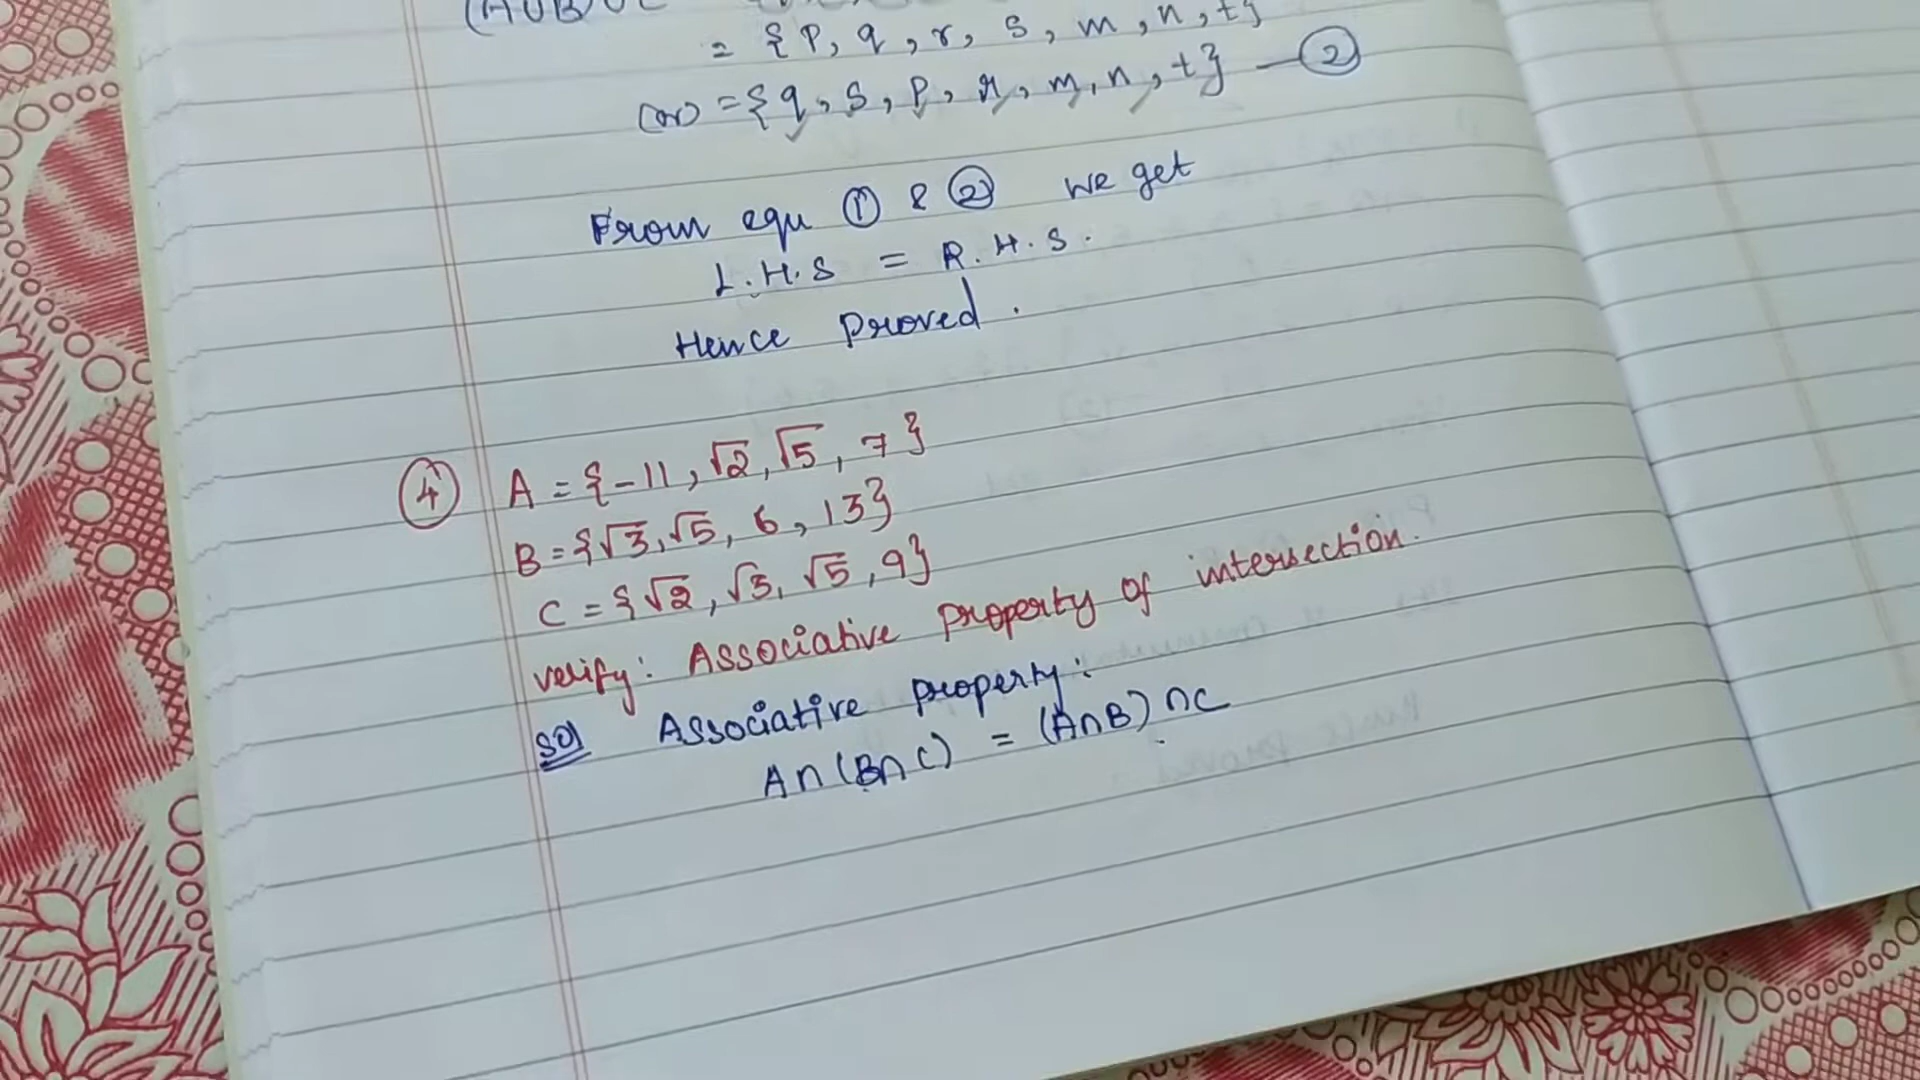 (A∪B)∪C
= {p, q, r, s, m, n, t}
(or) = {q, s, p, r, m, n, t} — ②
From equ ① & ② we get
L.H.S = R.H.S.
Hence proved.
④ A = {-11, √2, √5, 7}
B = {√3, √5, 6, 13}
C = {√2, √3, √5, 9}
verify: Associative property of intersection.
Sol Associative property:
A∩(B∩C) = (A∩B)∩C